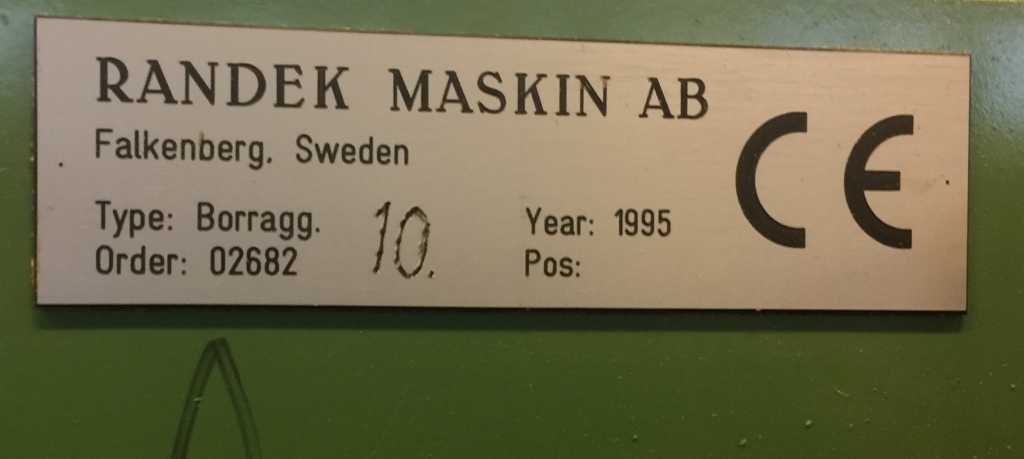 RANDEK MASKIN AB
Falkenberg. Sweden
Type: Borragg.
Order: 02682
10.
Year: 1995
Pos:
CE